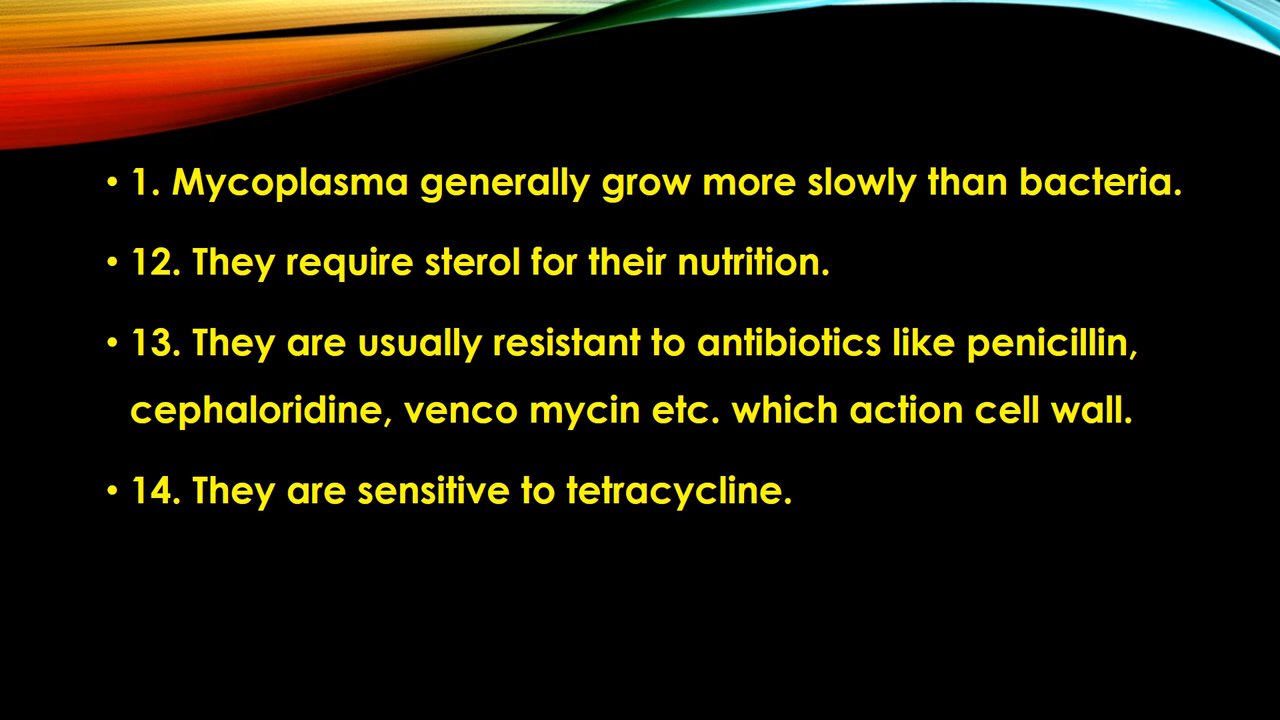 • 1. Mycoplasma generally grow more slowly than bacteria.
• 12. They require sterol for their nutrition.
• 13. They are usually resistant to antibiotics like penicillin,
cephaloridine, venco mycin etc. which action cell wall.
• 14. They are sensitive to tetracycline.